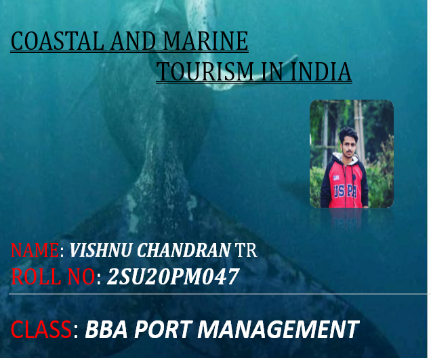 COASTAL AND MARINE
TOURISM IN INDIA
NAME: VISHNU CHANDRAN TR
ROLL NO: 2SU20PM047
CLASS: BBA PORT MANAGEMENT